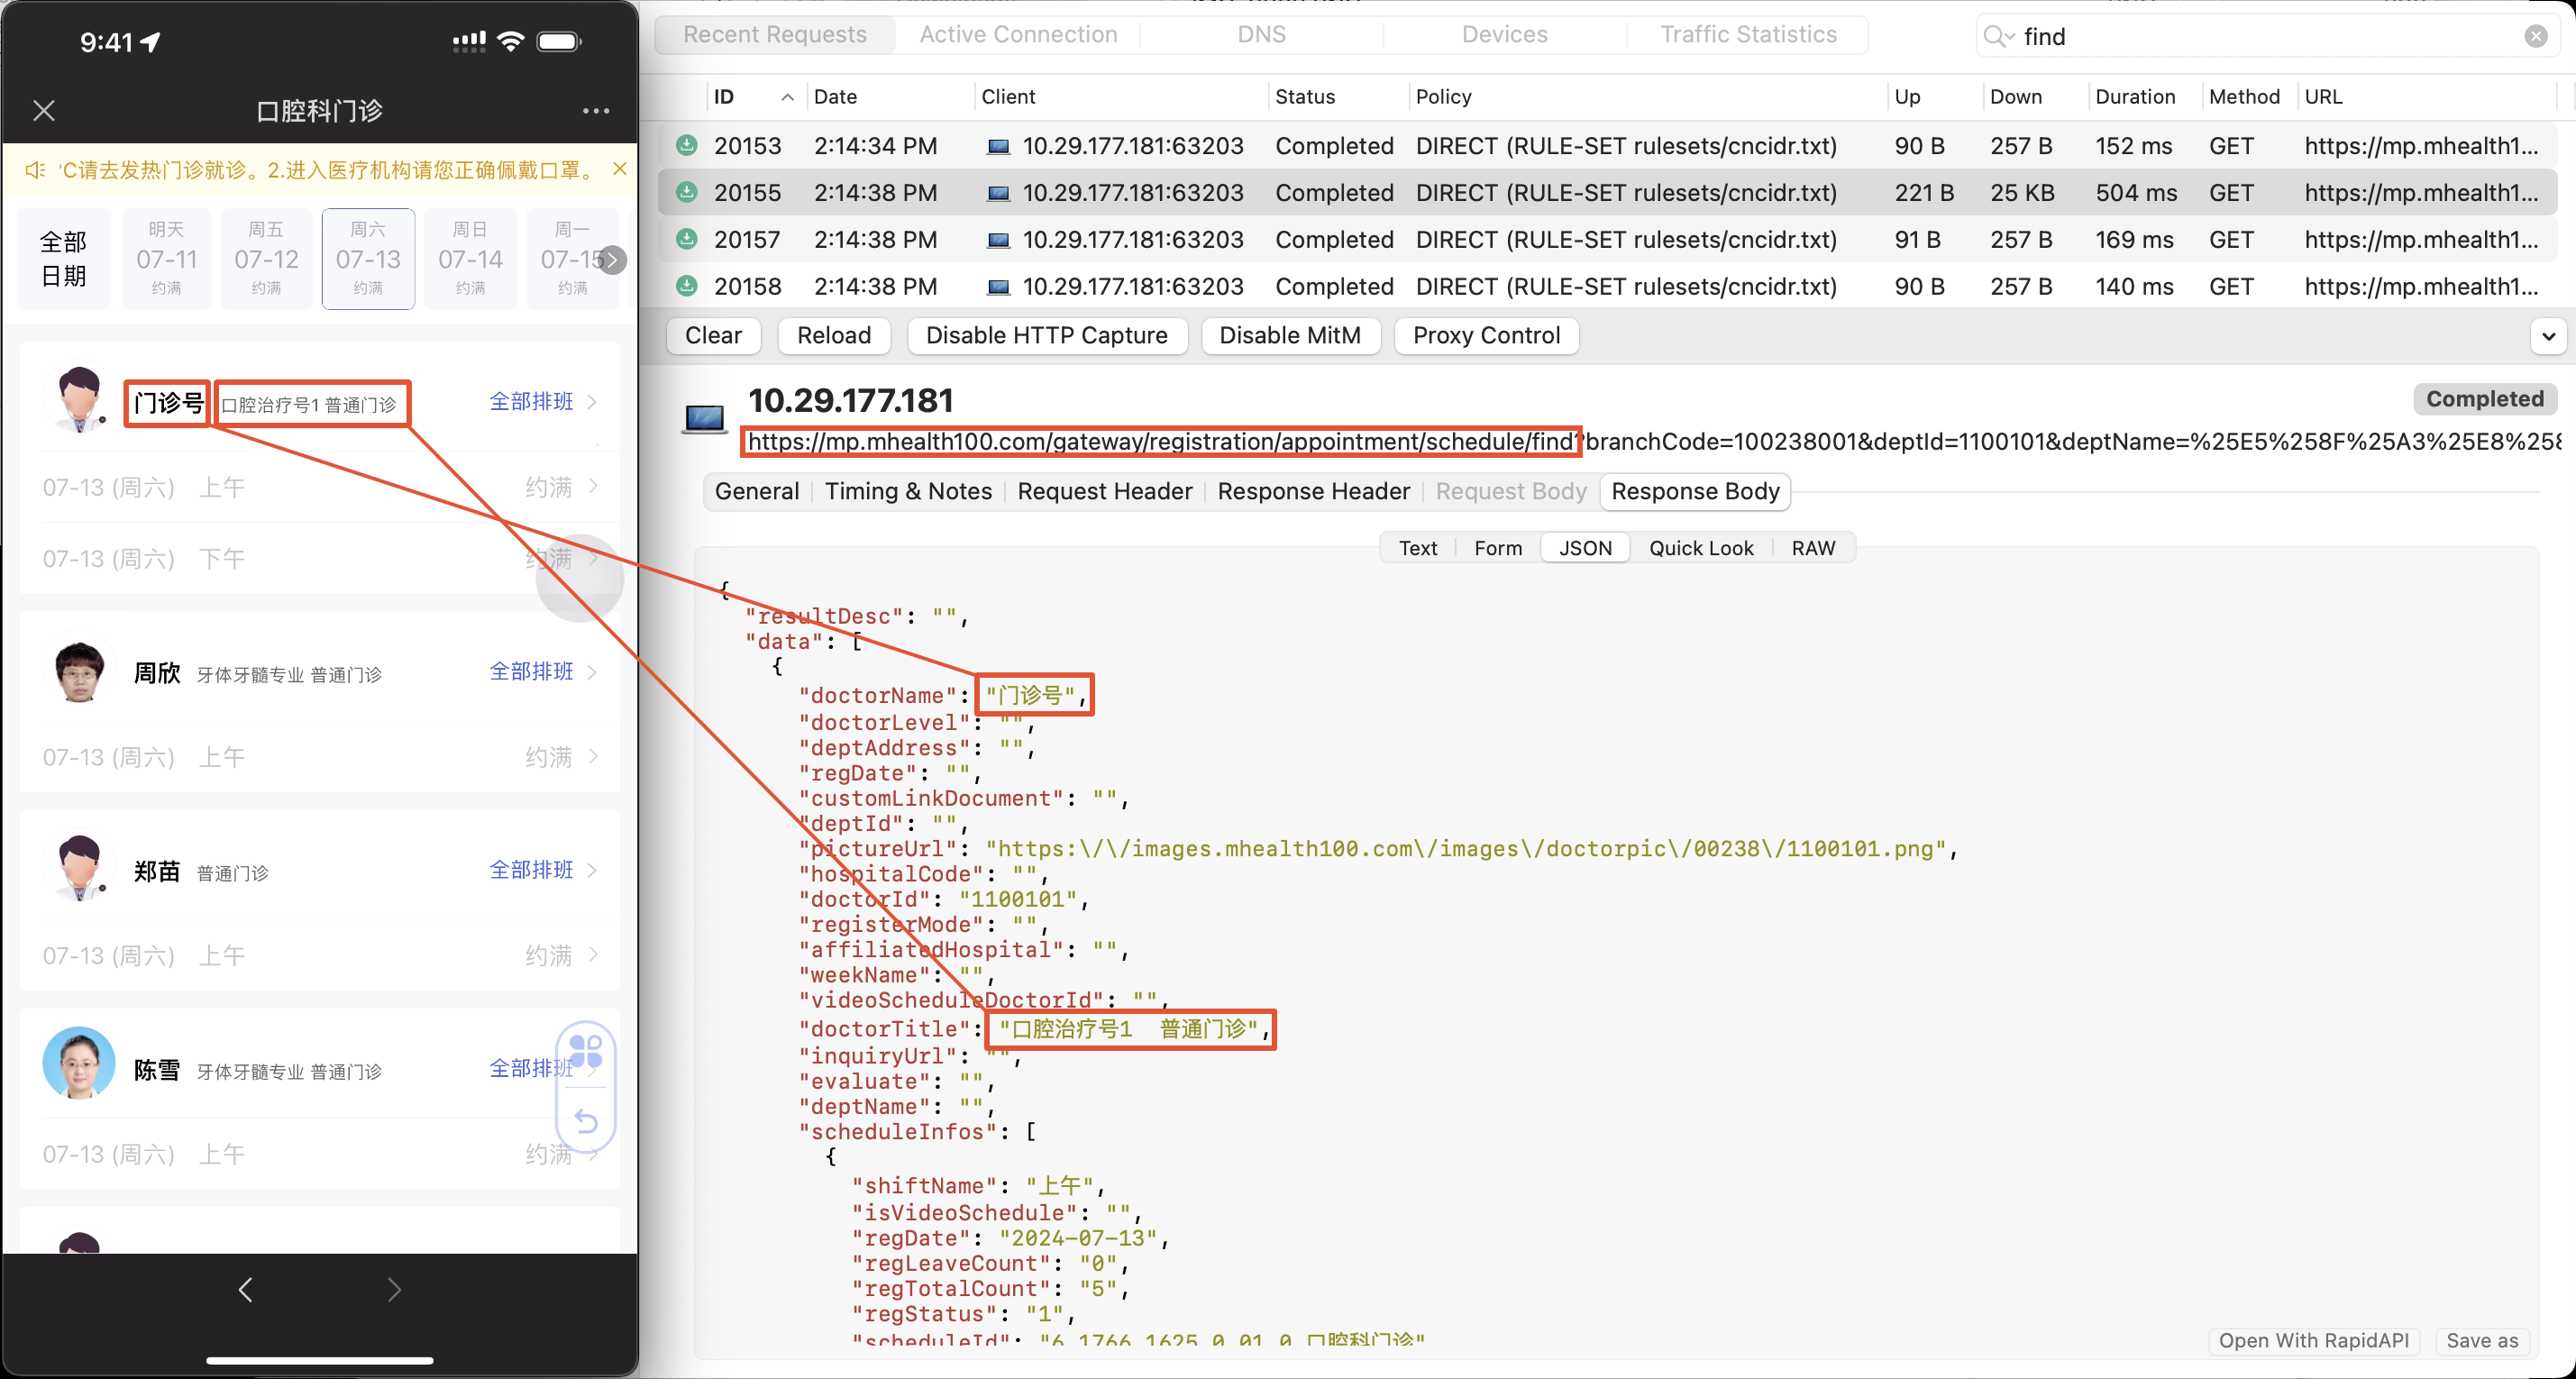 9:41
口腔科门诊
℃请去发热门诊就诊。2.进入医疗机构请您正确佩戴口罩。
全部
日期
明天
07-11
约满
周五
07-12
约满
周六
07-13
约满
周日
07-14
约满
周一
07-15
约满
门诊号 口腔治疗号1 普通门诊 全部排班
07-13 (周六) 上午 约满
07-13 (周六) 下午 约满
周欣 牙体牙髓专业 普通门诊 全部排班
07-13 (周六) 上午 约满
郑苗 普通门诊 全部排班
07-13 (周六) 上午 约满
陈雪 牙体牙髓专业 普通门诊 全部排班
07-13 (周六) 上午 约满
Recent Requests Active Connection DNS Devices Traffic Statistics find
ID Date Client Status Policy Up Down Duration Method URL
20153 2:14:34 PM 10.29.177.181:63203 Completed DIRECT (RULE-SET rulesets/cncidr.txt) 90 B 257 B 152 ms GET https://mp.mhealth1...
20155 2:14:38 PM 10.29.177.181:63203 Completed DIRECT (RULE-SET rulesets/cncidr.txt) 221 B 25 KB 504 ms GET https://mp.mhealth1...
20157 2:14:38 PM 10.29.177.181:63203 Completed DIRECT (RULE-SET rulesets/cncidr.txt) 91 B 257 B 169 ms GET https://mp.mhealth1...
20158 2:14:38 PM 10.29.177.181:63203 Completed DIRECT (RULE-SET rulesets/cncidr.txt) 90 B 257 B 140 ms GET https://mp.mhealth1...
Clear Reload Disable HTTP Capture Disable MitM Proxy Control
10.29.177.181 Completed
https://mp.mhealth100.com/gateway/registration/appointment/schedule/find?branchCode=100238001&deptId=1100101&deptName=%25E5%258F%25A3%25E8%258
General Timing & Notes Request Header Response Header Request Body Response Body
Text Form JSON Quick Look RAW
{
"resultDesc": "",
"data": [
{
"doctorName": "门诊号",
"doctorLevel": "",
"deptAddress": "",
"regDate": "",
"customLinkDocument": "",
"deptId": "",
"pictureUrl": "https:\/\/images.mhealth100.com\/images\/doctorpic\/00238\/1100101.png",
"hospitalCode": "",
"doctorId": "1100101",
"registerMode": "",
"affiliatedHospital": "",
"weekName": "",
"videoScheduleDoctorId": "",
"doctorTitle": "口腔治疗号1  普通门诊",
"inquiryUrl": "",
"evaluate": "",
"deptName": "",
"scheduleInfos": [
{
"shiftName": "上午",
"isVideoSchedule": "",
"regDate": "2024-07-13",
"regLeaveCount": "0",
"regTotalCount": "5",
"regStatus": "1",
"scheduleId": "6 1766 1625 0 01 0 口腔科门诊"
Open With RapidAPI Save as